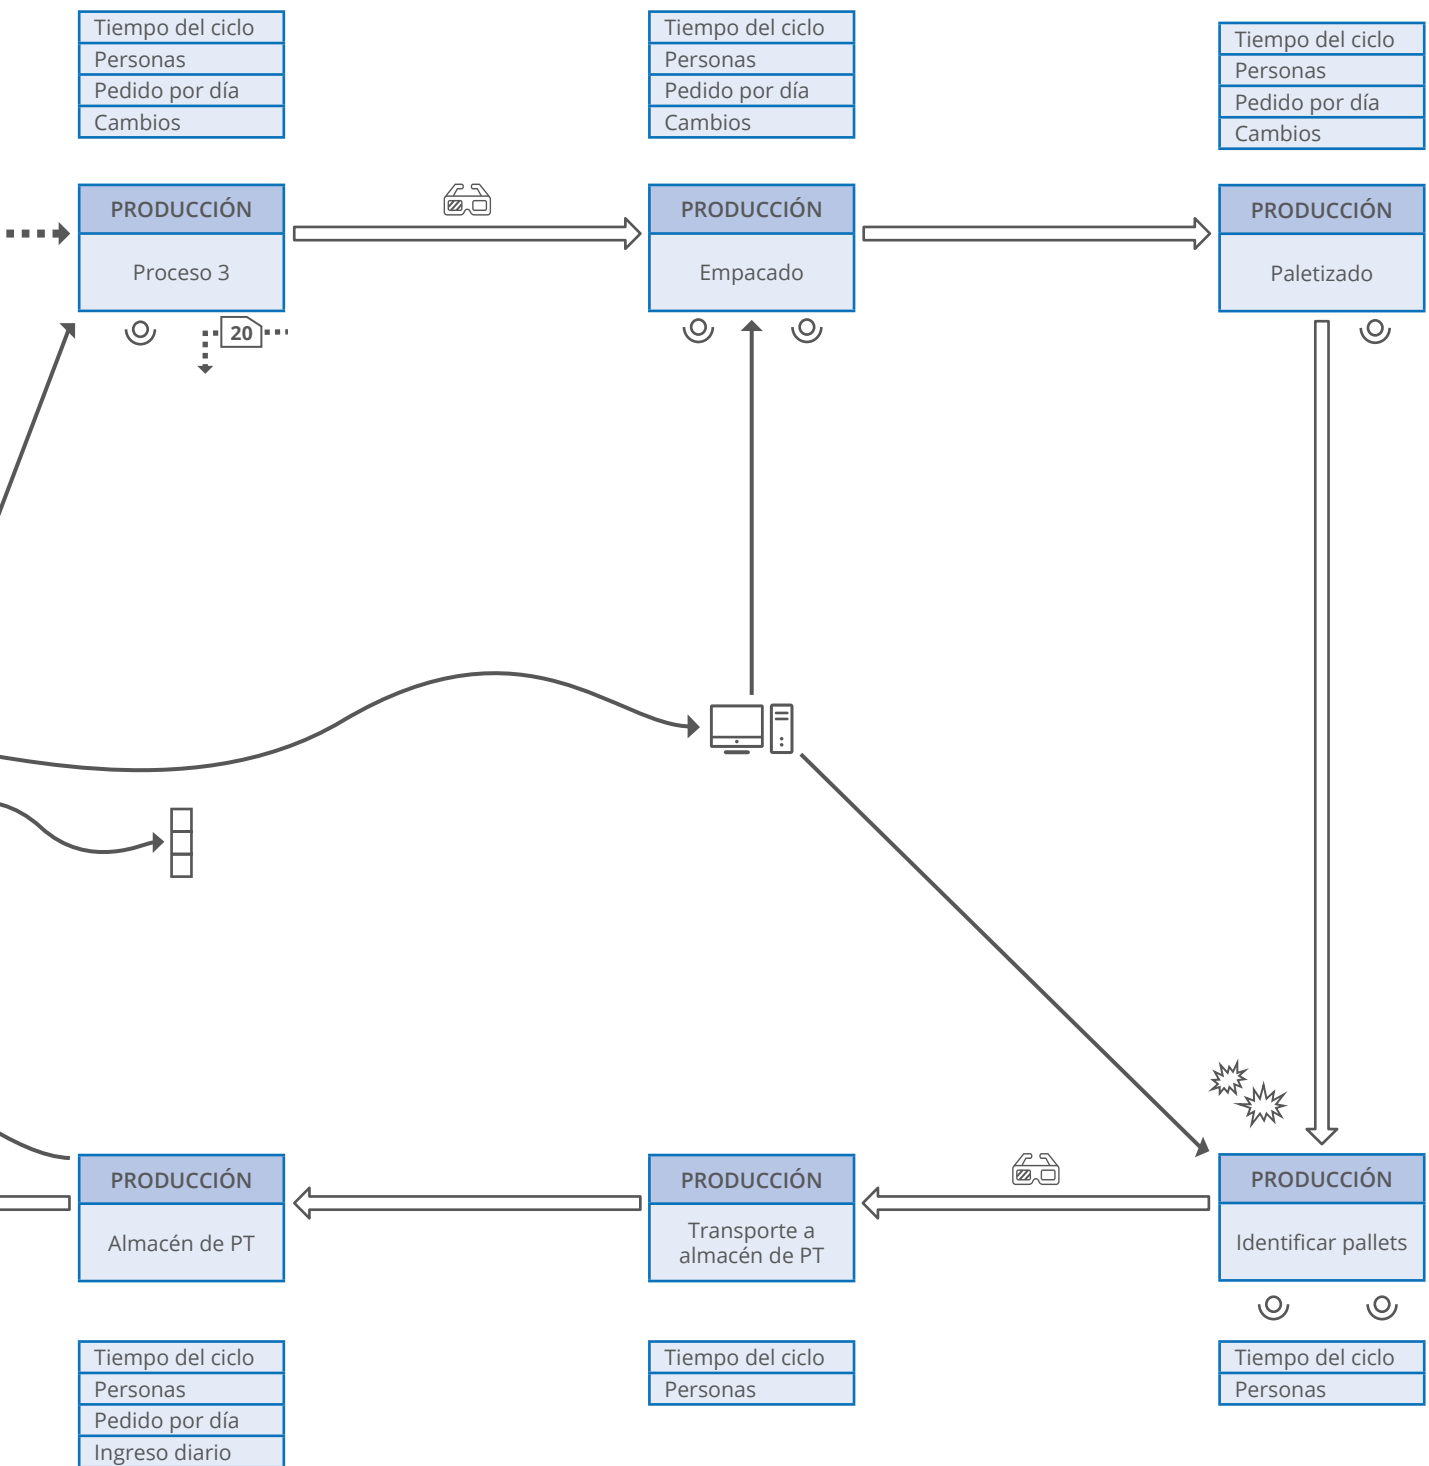 Tiempo del ciclo
Personas
Pedido por día
Cambios
Tiempo del ciclo
Personas
Pedido por día
Cambios
Tiempo del ciclo
Personas
Pedido por día
Cambios
PRODUCCIÓN
Proceso 3
PRODUCCIÓN
Empacado
PRODUCCIÓN
Paletizado
20
PRODUCCIÓN
Almacén de PT
PRODUCCIÓN
Transporte a
almacén de PT
PRODUCCIÓN
Identificar pallets
Tiempo del ciclo
Personas
Pedido por día
Ingreso diario
Tiempo del ciclo
Personas
Tiempo del ciclo
Personas